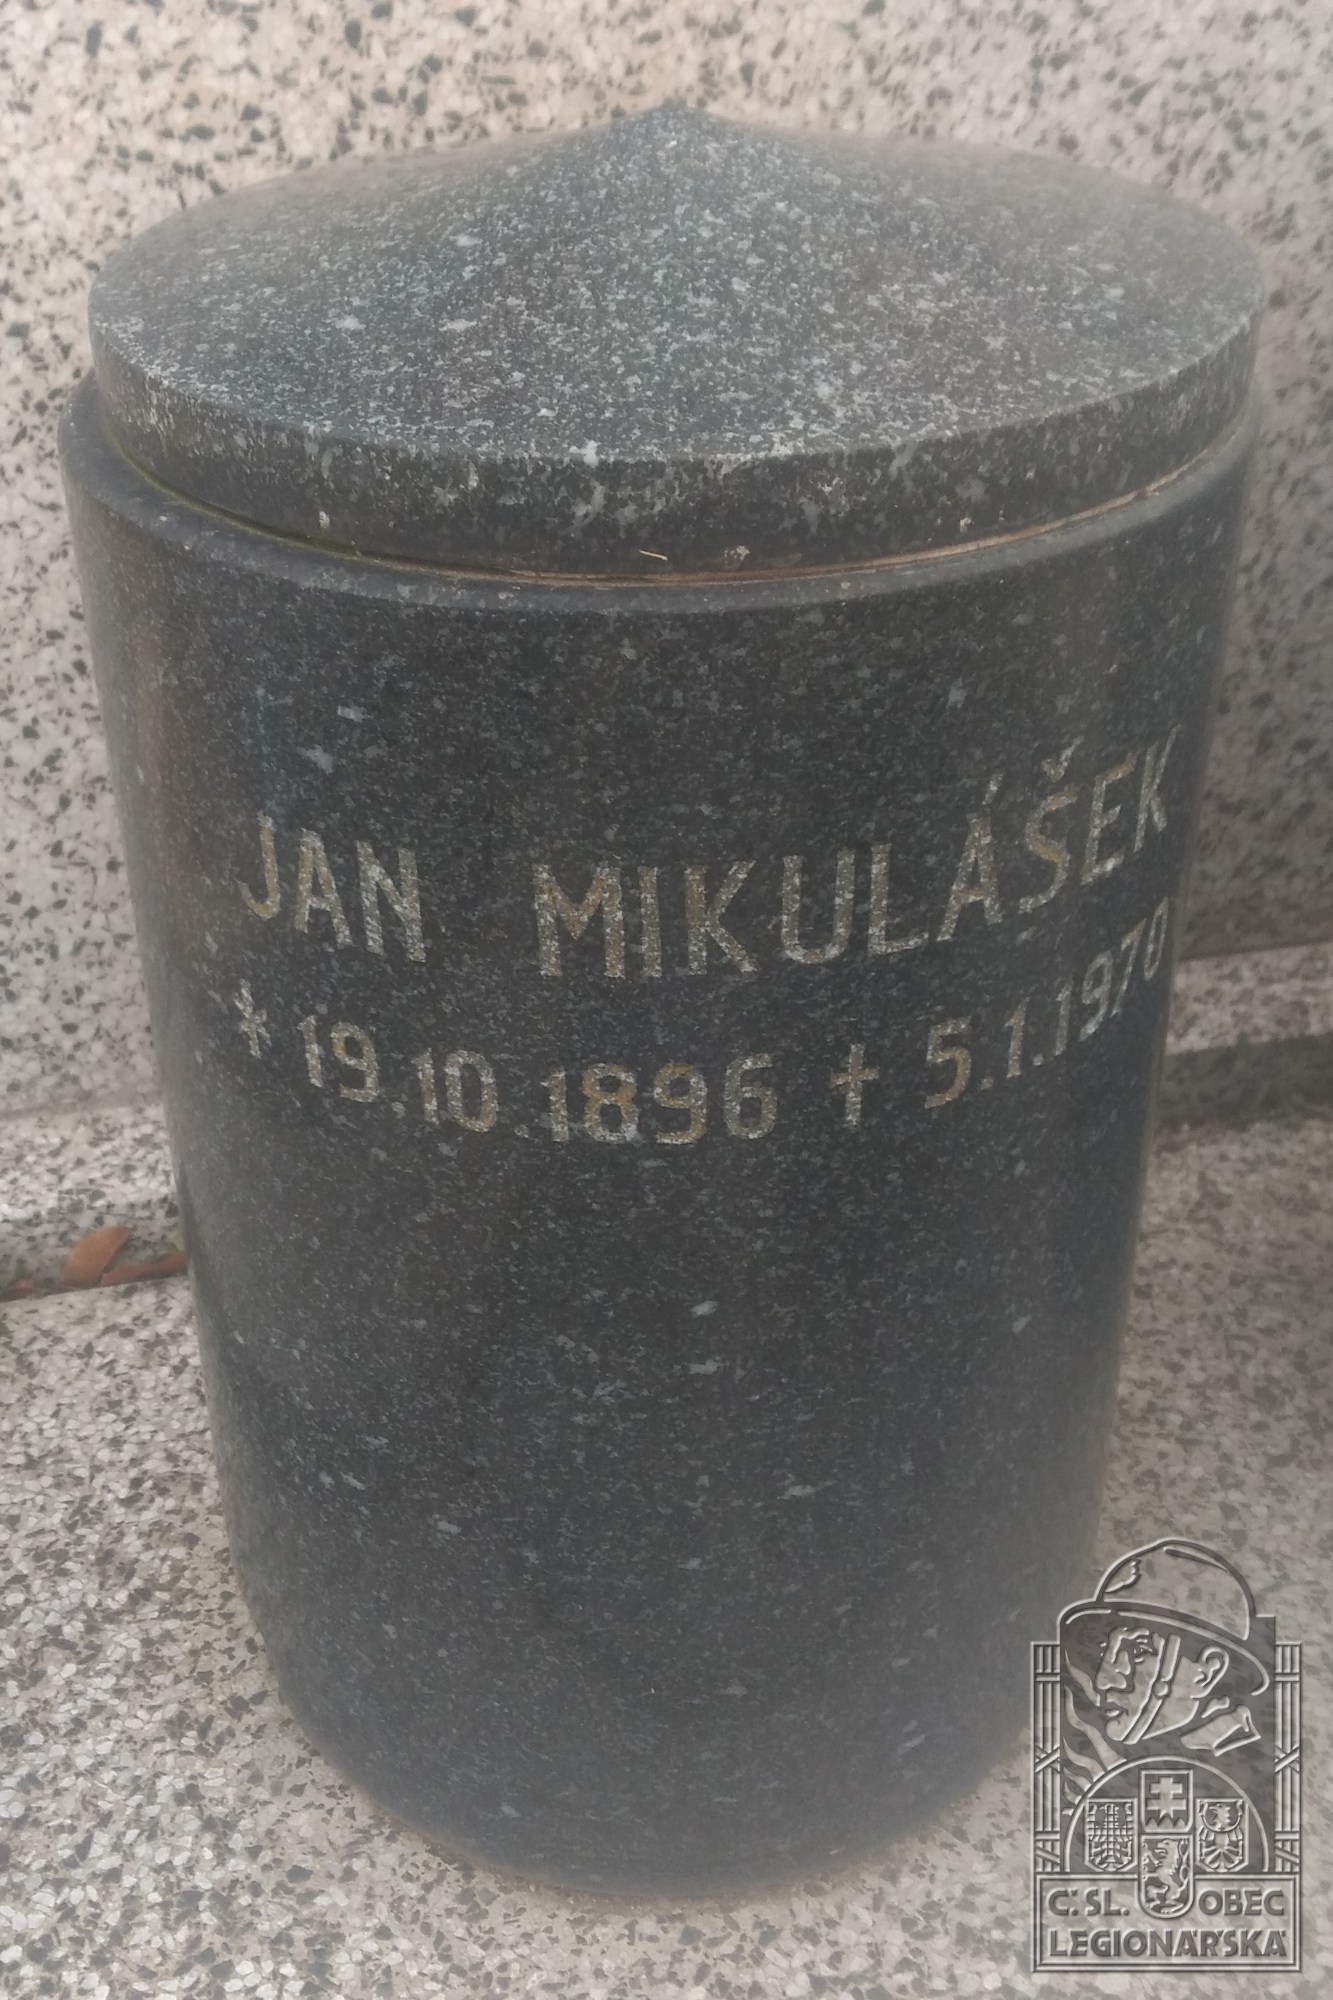 JAN MIKULÁŠEK
* 19.10.1896 † 5.1.1970
Č.SL. OBEC
LEGIONÁŘSKÁ